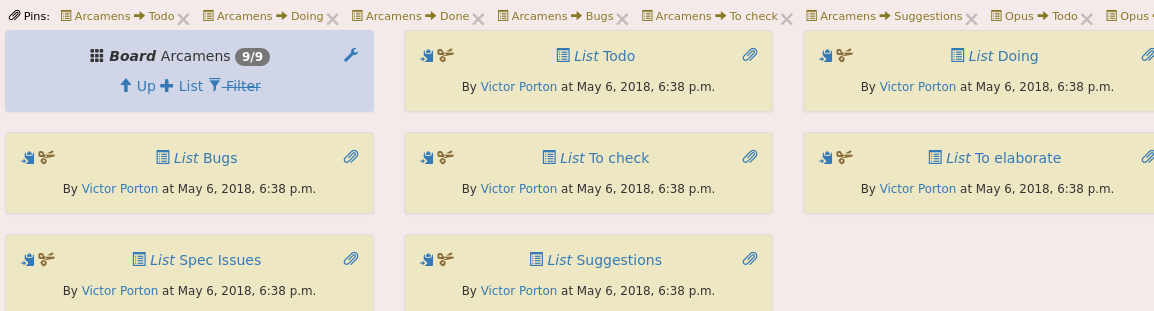 Pins: Arcamens Todo Arcamens Doing Arcamens Done Arcamens Bugs Arcamens To check Arcamens Suggestions Opus Todo Opus
Board Arcamens 9/9
Up List Filter
List Todo
By Victor Porton at May 6, 2018, 6:38 p.m.
List Doing
By Victor Porton at May 6, 2018, 6:38 p.m.
List Bugs
By Victor Porton at May 6, 2018, 6:38 p.m.
List To check
By Victor Porton at May 6, 2018, 6:38 p.m.
List To elaborate
By Victor Porton at May 6, 2018, 6:38 p.m.
List Spec Issues
By Victor Porton at May 6, 2018, 6:38 p.m.
List Suggestions
By Victor Porton at May 6, 2018, 6:38 p.m.